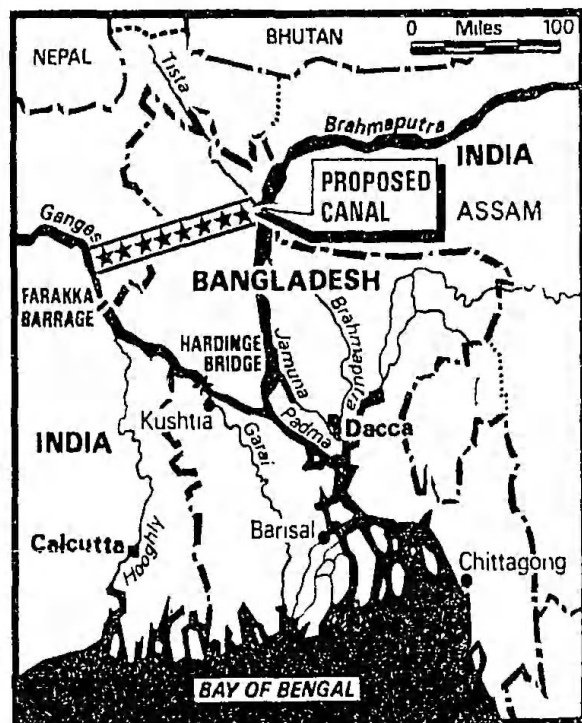 0 Miles 100
BHUTAN
NEPAL
Tista
Brahmaputra
INDIA
PROPOSED
CANAL
ASSAM
Ganges
BANGLADESH
FARAKKA
BARRAGE
HARDINGE
BRIDGE
Jamuna
Brahmaputra
Kushtia
Padma
Dacca
INDIA
Garai
Barisal
Calcutta
Hooghly
Chittagong
BAY OF BENGAL